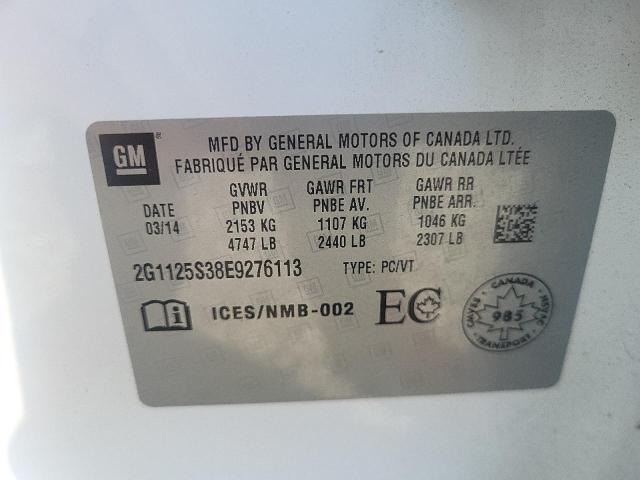 GM®
MFD BY GENERAL MOTORS OF CANADA LTD.
FABRIQUÉ PAR GENERAL MOTORS DU CANADA LTÉE
GVWR GAWR FRT GAWR RR
DATE PNBV PNBE AV. PNBE ARR.
03/14 2153 KG 1107 KG 1046 KG
4747 LB 2440 LB 2307 LB
2G1125S38E9276113 TYPE: PC/VT
ICES/NMB-002 EC
CANADA
CMVSS NSVAC
985
TRANSPORT